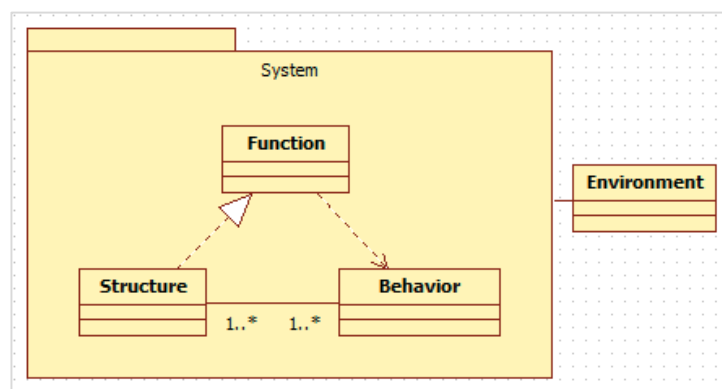 System
Function
Environment
Structure
Behavior
1..*
1..*